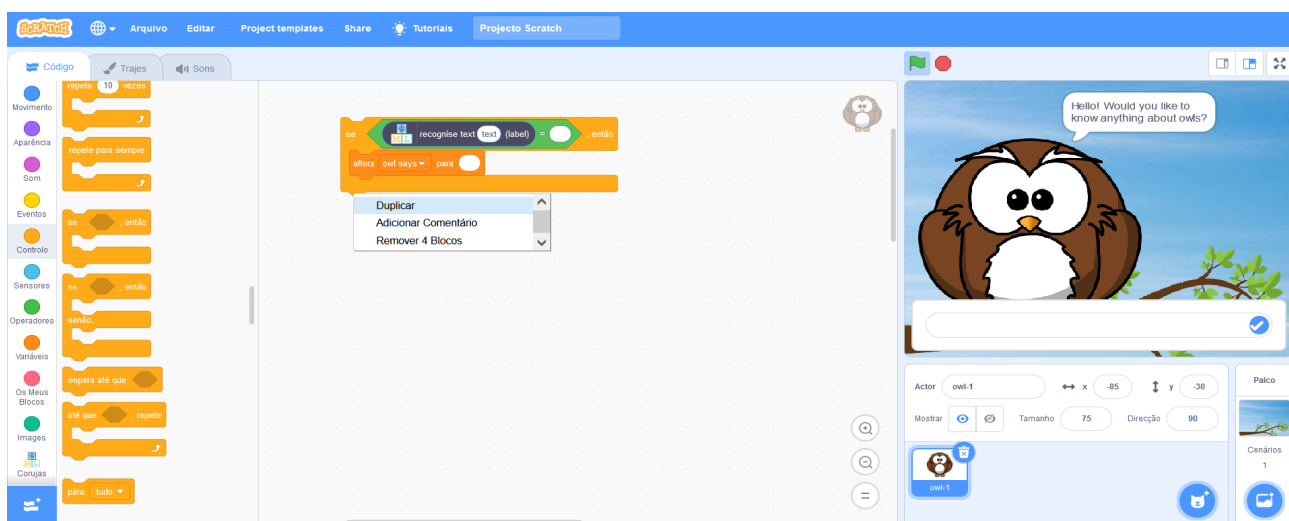 SCRATCH Arquivo Editar Project templates Share Tutoriais Projecto Scratch
Código Trajes Sons
Movimento
Aparência
Som
Eventos
Controlo
Sensores
Operadores
Variáveis
Os Meus
Blocos
Images
Corujas
repete 10 vezes
repete para sempre
se , então
se , então
senão,
espera até que
até que , repete
pára tudo
se recognise text text (label) = , então
ML
altera owl says para
Duplicar
Adicionar Comentário
Remover 4 Blocos
Hello! Would you like to
know anything about owls?
Actor owl-1 x -85 y -30
Mostrar Tamanho 75 Direcção 90
owl-1
Palco
Cenários
1